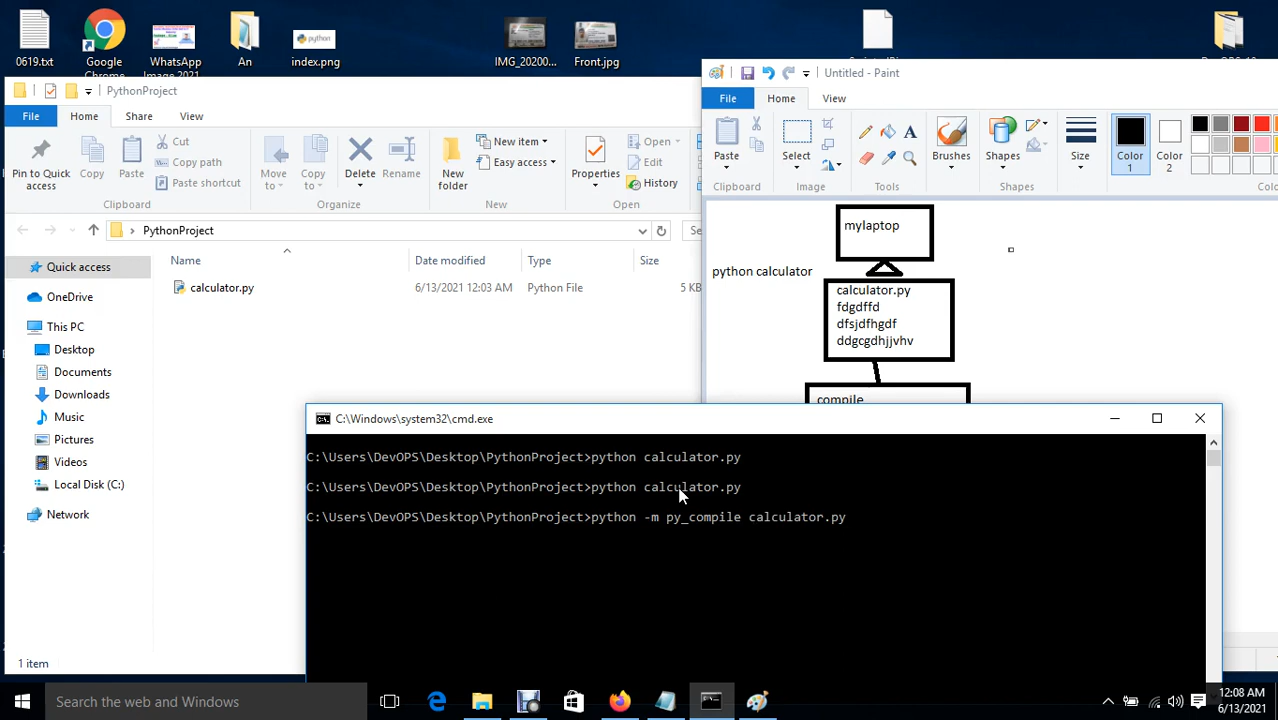 0619.txt
Google
Chrome
WhatsApp
Image 2021
An
index.png
python
IMG_20200...
Front.jpg
PythonProject
File
Home
Share
View
Pin to Quick
access
Copy
Paste
Cut
Copy path
Paste shortcut
Clipboard
Move
to
Copy
to
Delete
Rename
Organize
New
folder
New item
Easy access
New
Properties
Open
Edit
History
Open
PythonProject
Se
Quick access
OneDrive
This PC
Desktop
Documents
Downloads
Music
Pictures
Videos
Local Disk (C:)
Network
Name
Date modified
Type
Size
calculator.py
6/13/2021 12:03 AM
Python File
5 KB
1 item
Untitled - Paint
File
Home
View
Paste
Clipboard
Select
Image
A
Tools
Brushes
Shapes
Shapes
Size
Color
1
Color
2
Colo
mylaptop
python calculator
calculator.py
fdgdffd
dfsjdfhgdf
ddgcgdhjjvhv
compile
C:\Windows\system32\cmd.exe
C:\Users\DevOPS\Desktop\PythonProject>python calculator.py
C:\Users\DevOPS\Desktop\PythonProject>python calculator.py
C:\Users\DevOPS\Desktop\PythonProject>python -m py_compile calculator.py
Search the web and Windows
12:08 AM
6/13/2021